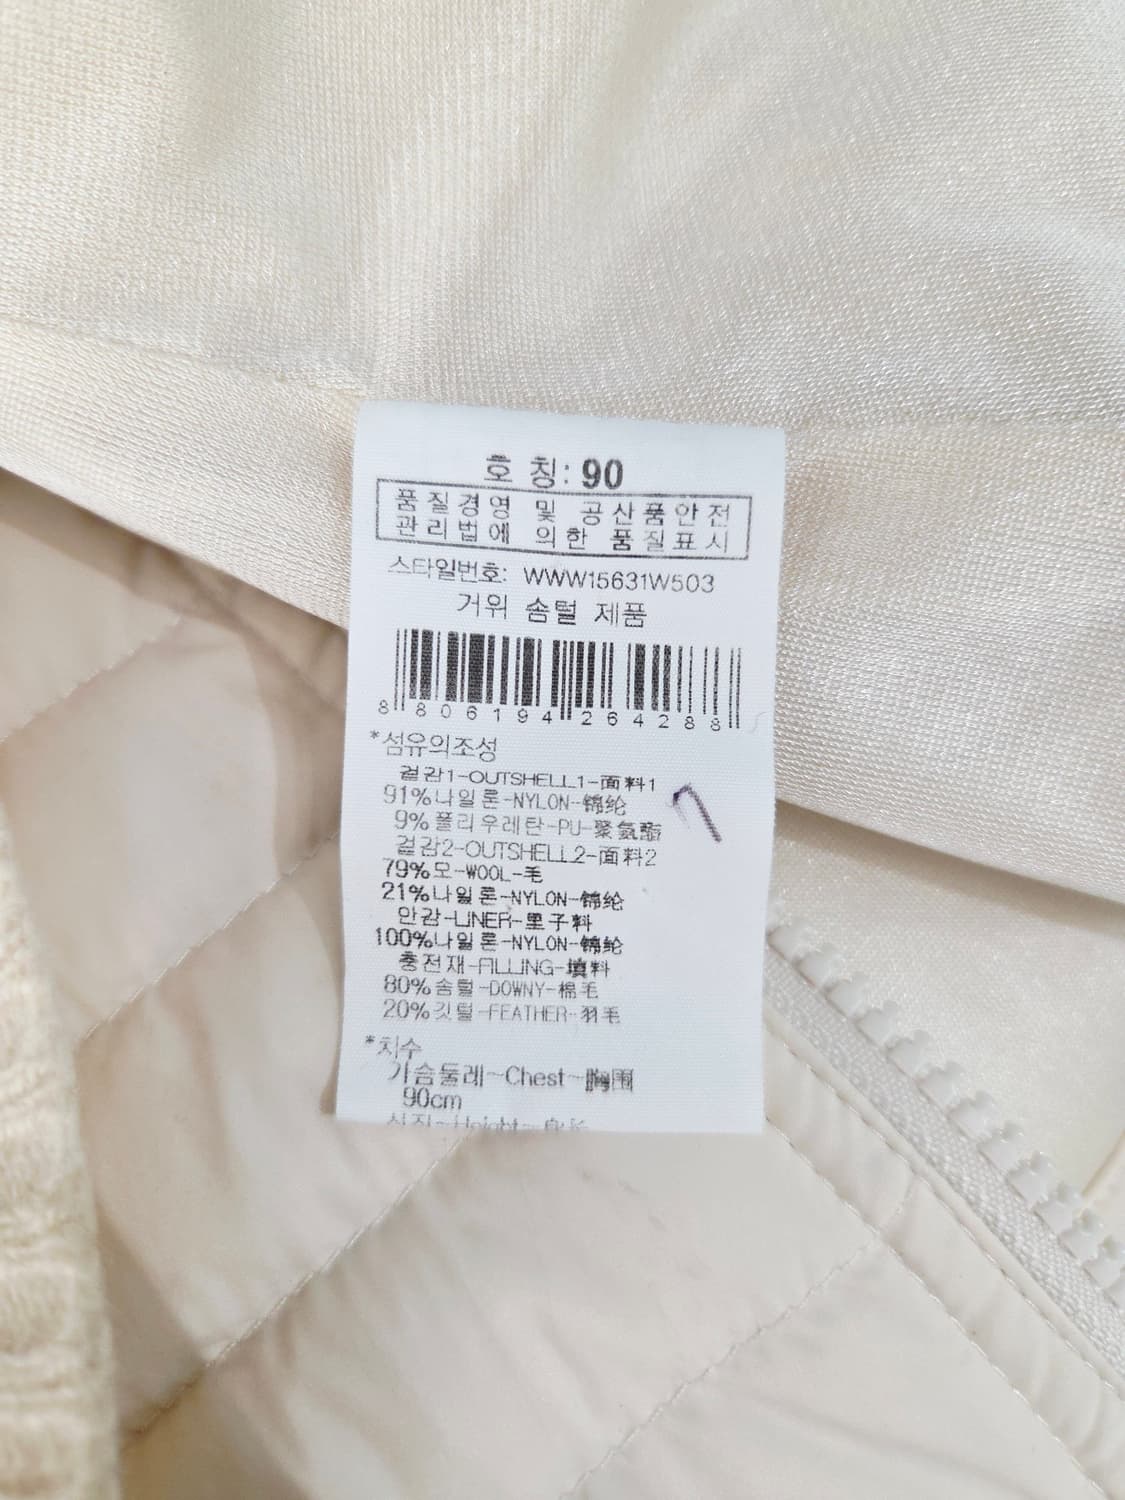 호 칭: 90
품질경영 및 공산품안전
관리법에 의한 품질표시
스타일번호: WWW15631W503
거위 솜털 제품
8 806194 264288
*섬유의조성
겉감1-OUTSHELL1-面料1
91%나일론-NYLON-锦纶
9%폴리우레탄-PU-聚氨酯
겉감2-OUTSHELL2-面料2
79%모-WOOL-毛
21%나일론-NYLON-锦纶
안감-LINER-里子料
100%나일론-NYLON-锦纶
충전재-FILLING-填料
80%솜털-DOWNY-棉毛
20%깃털-FEATHER-羽毛
*치수
가슴둘레~Chest~胸围
90cm
신장~Height~身长